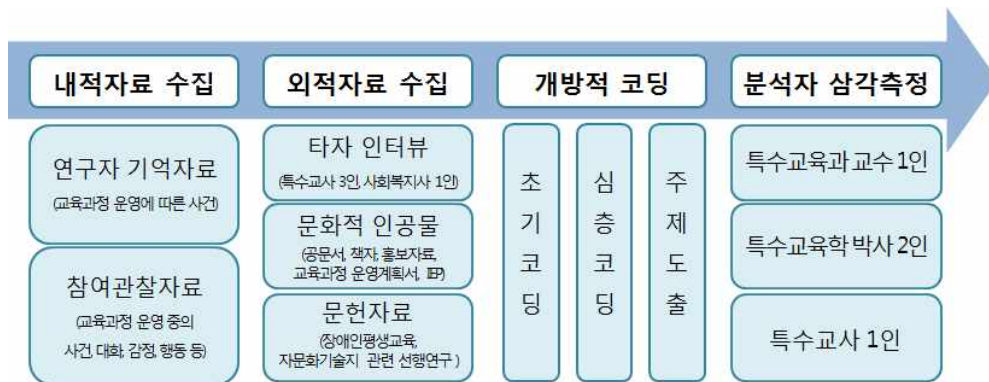 내적자료 수집
외적자료 수집
개방적 코딩
분석자 삼각측정
연구자 기억자료
(교육과정 운영에 따른 사건)
참여관찰자료
(교육과정 운영 중의
사건, 대화, 감정, 행동 등)
타자 인터뷰
(특수교사 3인, 사회복지사 1인)
문화적 인공물
(공문서, 책자, 홍보자료,
교육과정 운영계획서, IEP)
문헌자료
(장애인평생교육,
자문화기술지 관련 선행연구)
초기코딩
심층코딩
주제도출
특수교육과 교수 1인
특수교육학 박사 2인
특수교사 1인